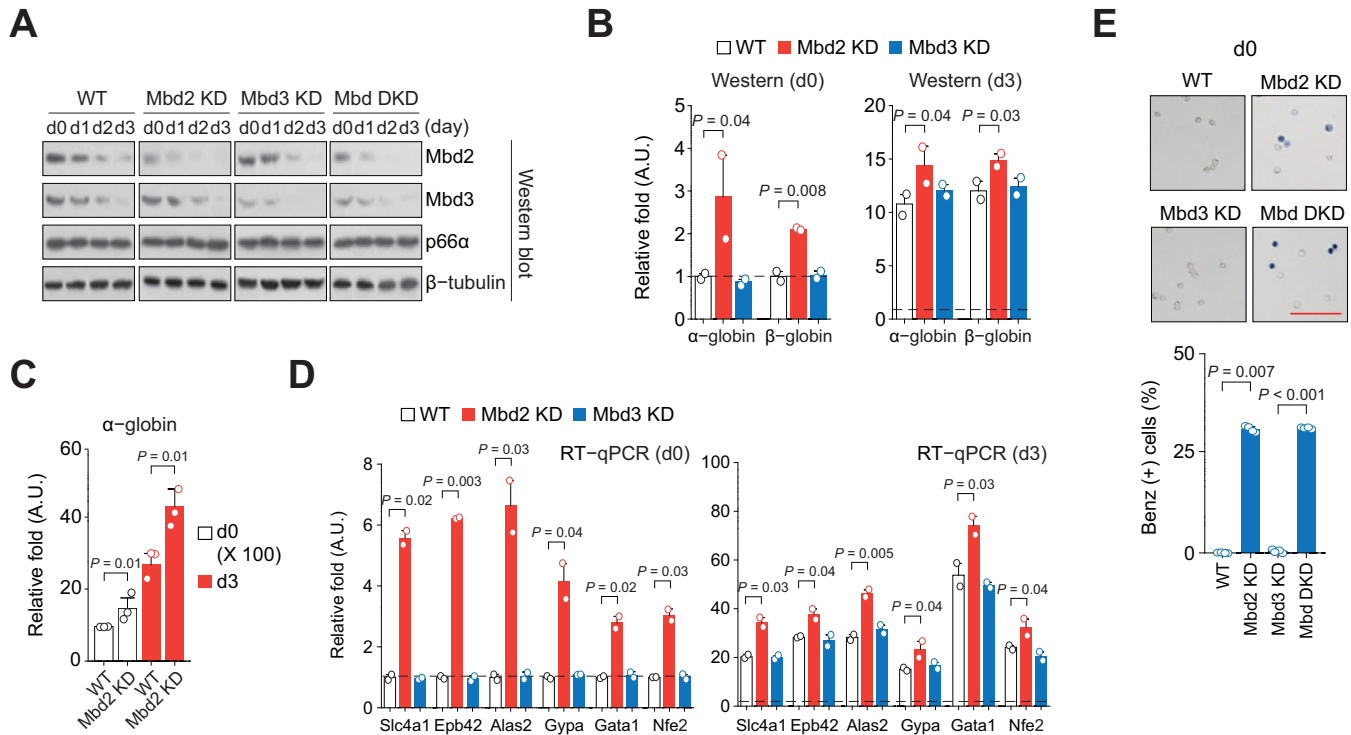 A
WT Mbd2 KD Mbd3 KD Mbd DKD
d0 d1 d2 d3 d0 d1 d2 d3 d0 d1 d2 d3 d0 d1 d2 d3 (day)
Mbd2
Mbd3
p66α
β−tubulin
Western blot
B
WT Mbd2 KD Mbd3 KD
Western (d0)
Relative fold (A.U.)
5
4
3
2
1
0
P = 0.04
P = 0.008
α−globin β−globin
Western (d3)
20
15
10
5
0
P = 0.04 P = 0.03
α−globin β−globin
E
d0
WT Mbd2 KD
Mbd3 KD Mbd DKD
Benz (+) cells (%)
50
25
0
P = 0.007
P < 0.001
WT
Mbd2 KD
Mbd3 KD
Mbd DKD
C
α−globin
Relative fold (A.U.)
60
40
20
0
P = 0.01
P = 0.01
WT
Mbd2 KD
WT
Mbd2 KD
d0
(X 100)
d3
D
WT Mbd2 KD Mbd3 KD
RT−qPCR (d0)
Relative fold (A.U.)
8
6
4
2
1
0
P = 0.02
P = 0.003
P = 0.03
P = 0.04
P = 0.02
P = 0.03
Slc4a1 Epb42 Alas2 Gypa Gata1 Nfe2
RT−qPCR (d3)
100
80
60
40
20
0
P = 0.03
P = 0.04
P = 0.005
P = 0.04
P = 0.03
P = 0.04
Slc4a1 Epb42 Alas2 Gypa Gata1 Nfe2